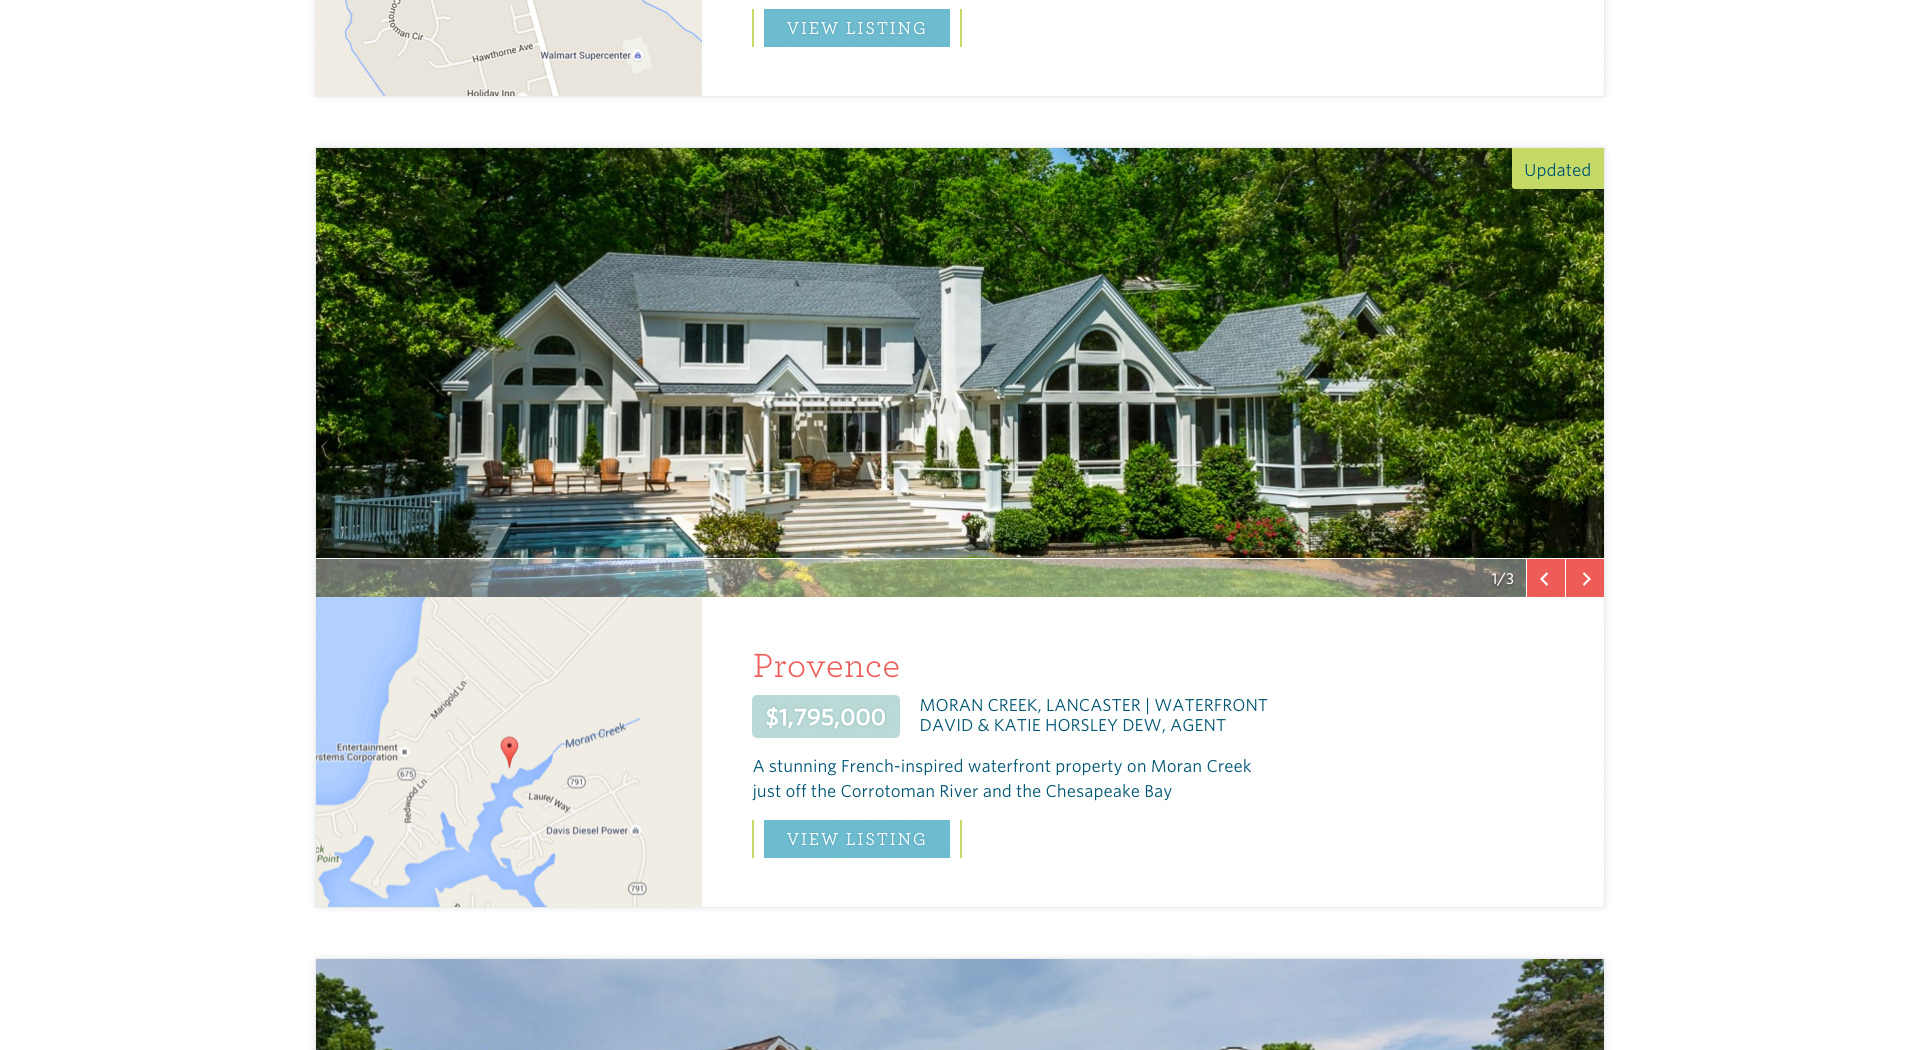 Corrotoman Cir
Hawthorne Ave
Walmart Supercenter
Holiday Inn
VIEW LISTING
Updated
1/3
Marigold Ln
Moran Creek
Entertainment
ystems Corporation
675
791
Redwood Ln
Laurel Way
Davis Diesel Power
ck
Point
791
Provence
$1,795,000
MORAN CREEK, LANCASTER | WATERFRONT
DAVID & KATIE HORSLEY DEW, AGENT
A stunning French-inspired waterfront property on Moran Creek
just off the Corrotoman River and the Chesapeake Bay
VIEW LISTING